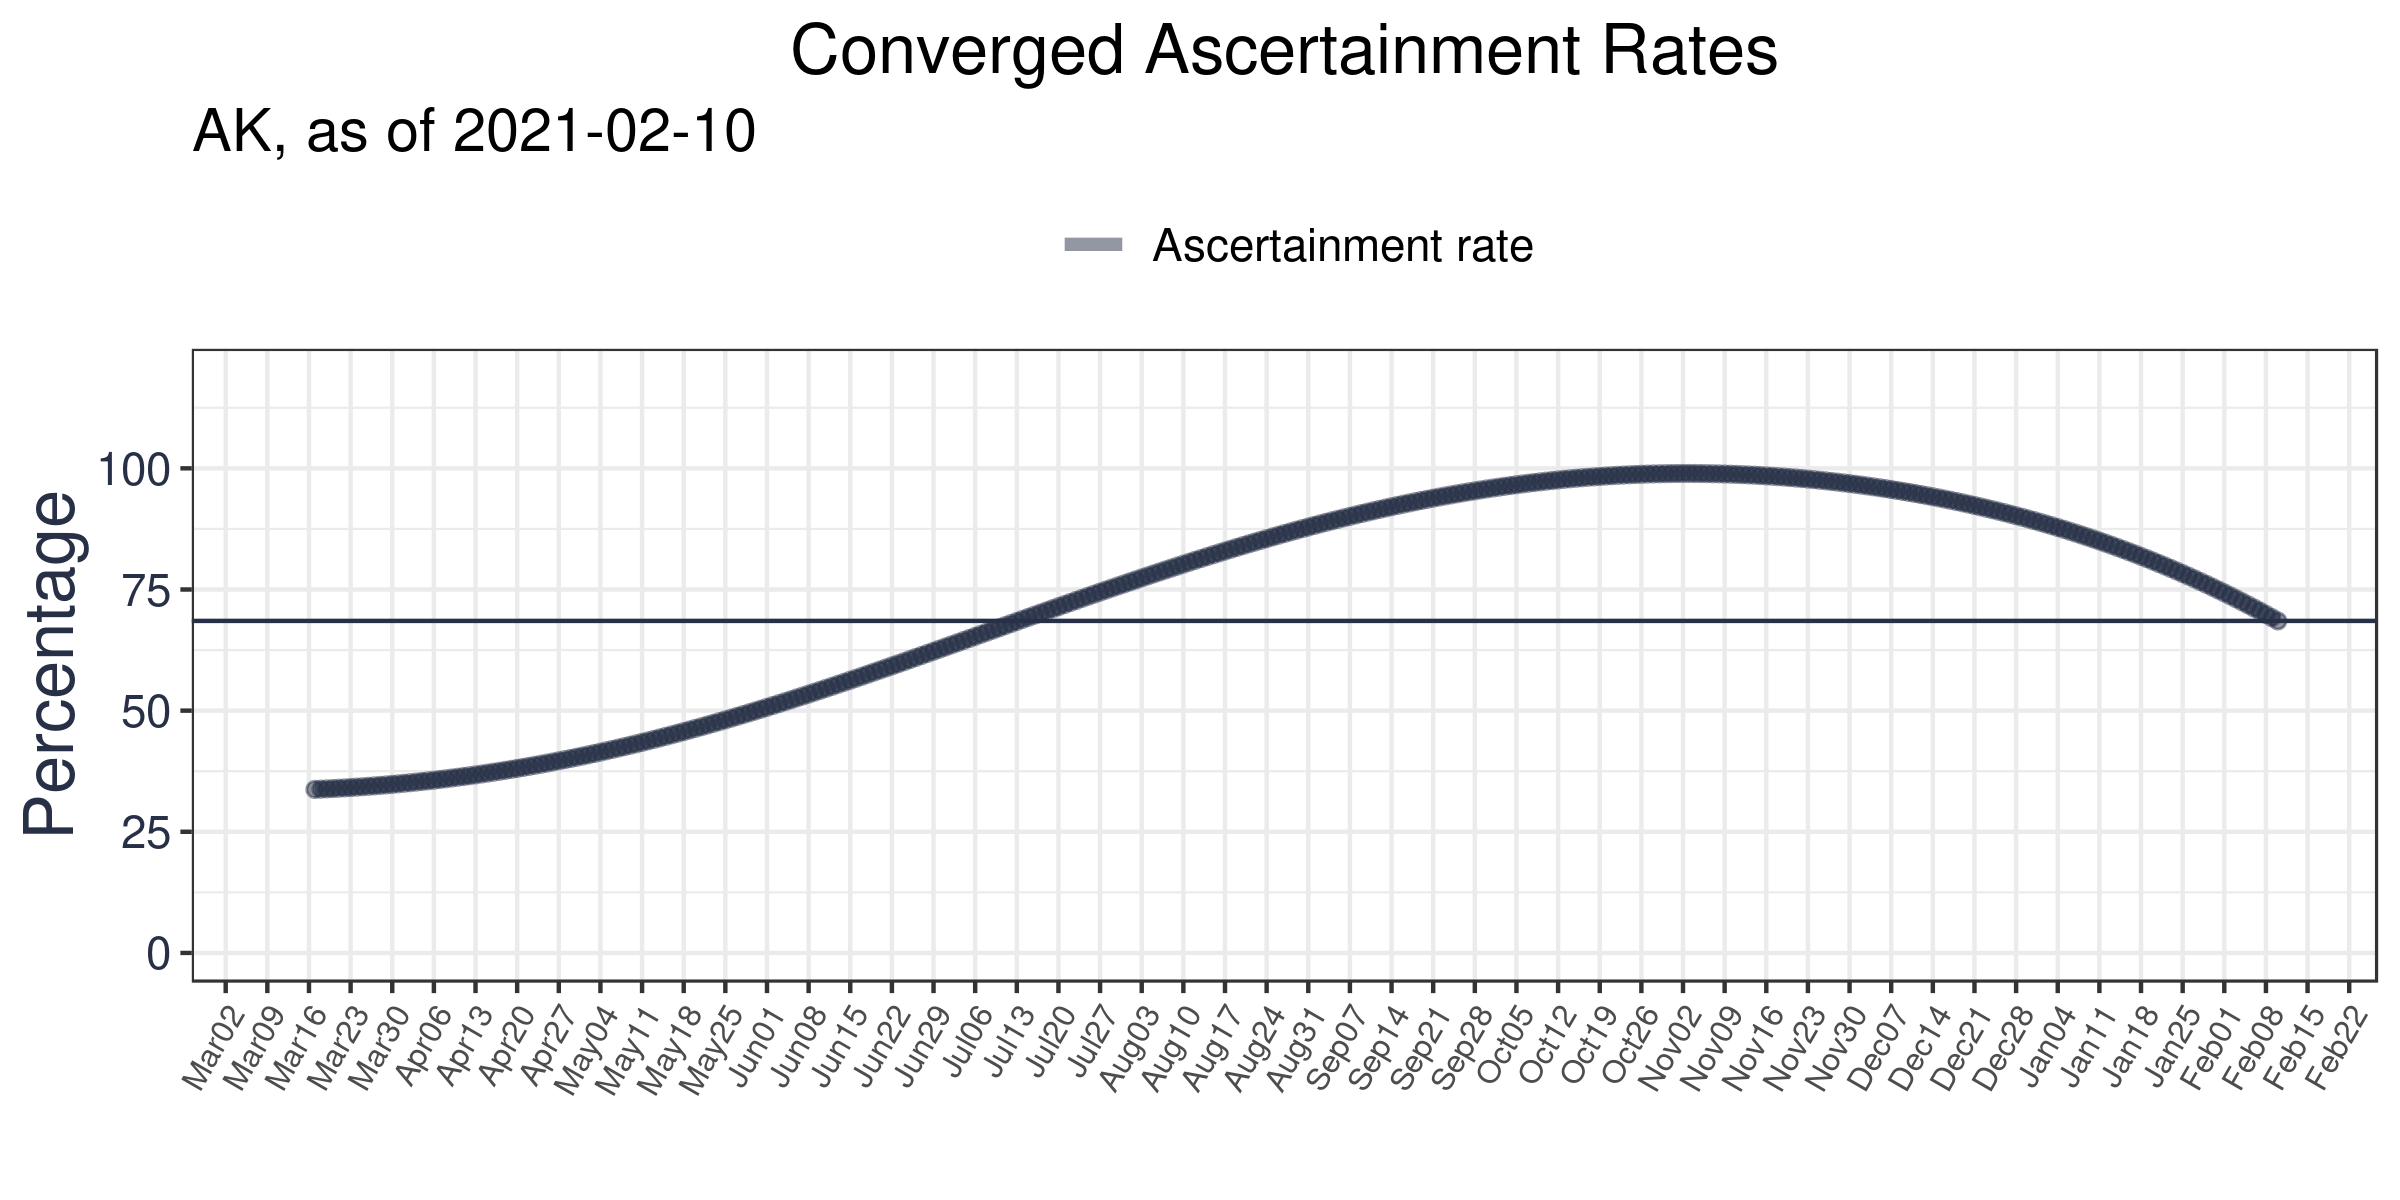 Converged Ascertainment Rates
AK, as of 2021-02-10
Ascertainment rate
Percentage
100
75
50
25
0
Mar02 Mar09 Mar16 Mar23 Mar30 Apr06 Apr13 Apr20 Apr27 May04 May11 May18 May25 Jun01 Jun08 Jun15 Jun22 Jun29 Jul06 Jul13 Jul20 Jul27 Aug03 Aug10 Aug17 Aug24 Aug31 Sep07 Sep14 Sep21 Sep28 Oct05 Oct12 Oct19 Oct26 Nov02 Nov09 Nov16 Nov23 Nov30 Dec07 Dec14 Dec21 Dec28 Jan04 Jan11 Jan18 Jan25 Feb01 Feb08 Feb15 Feb22